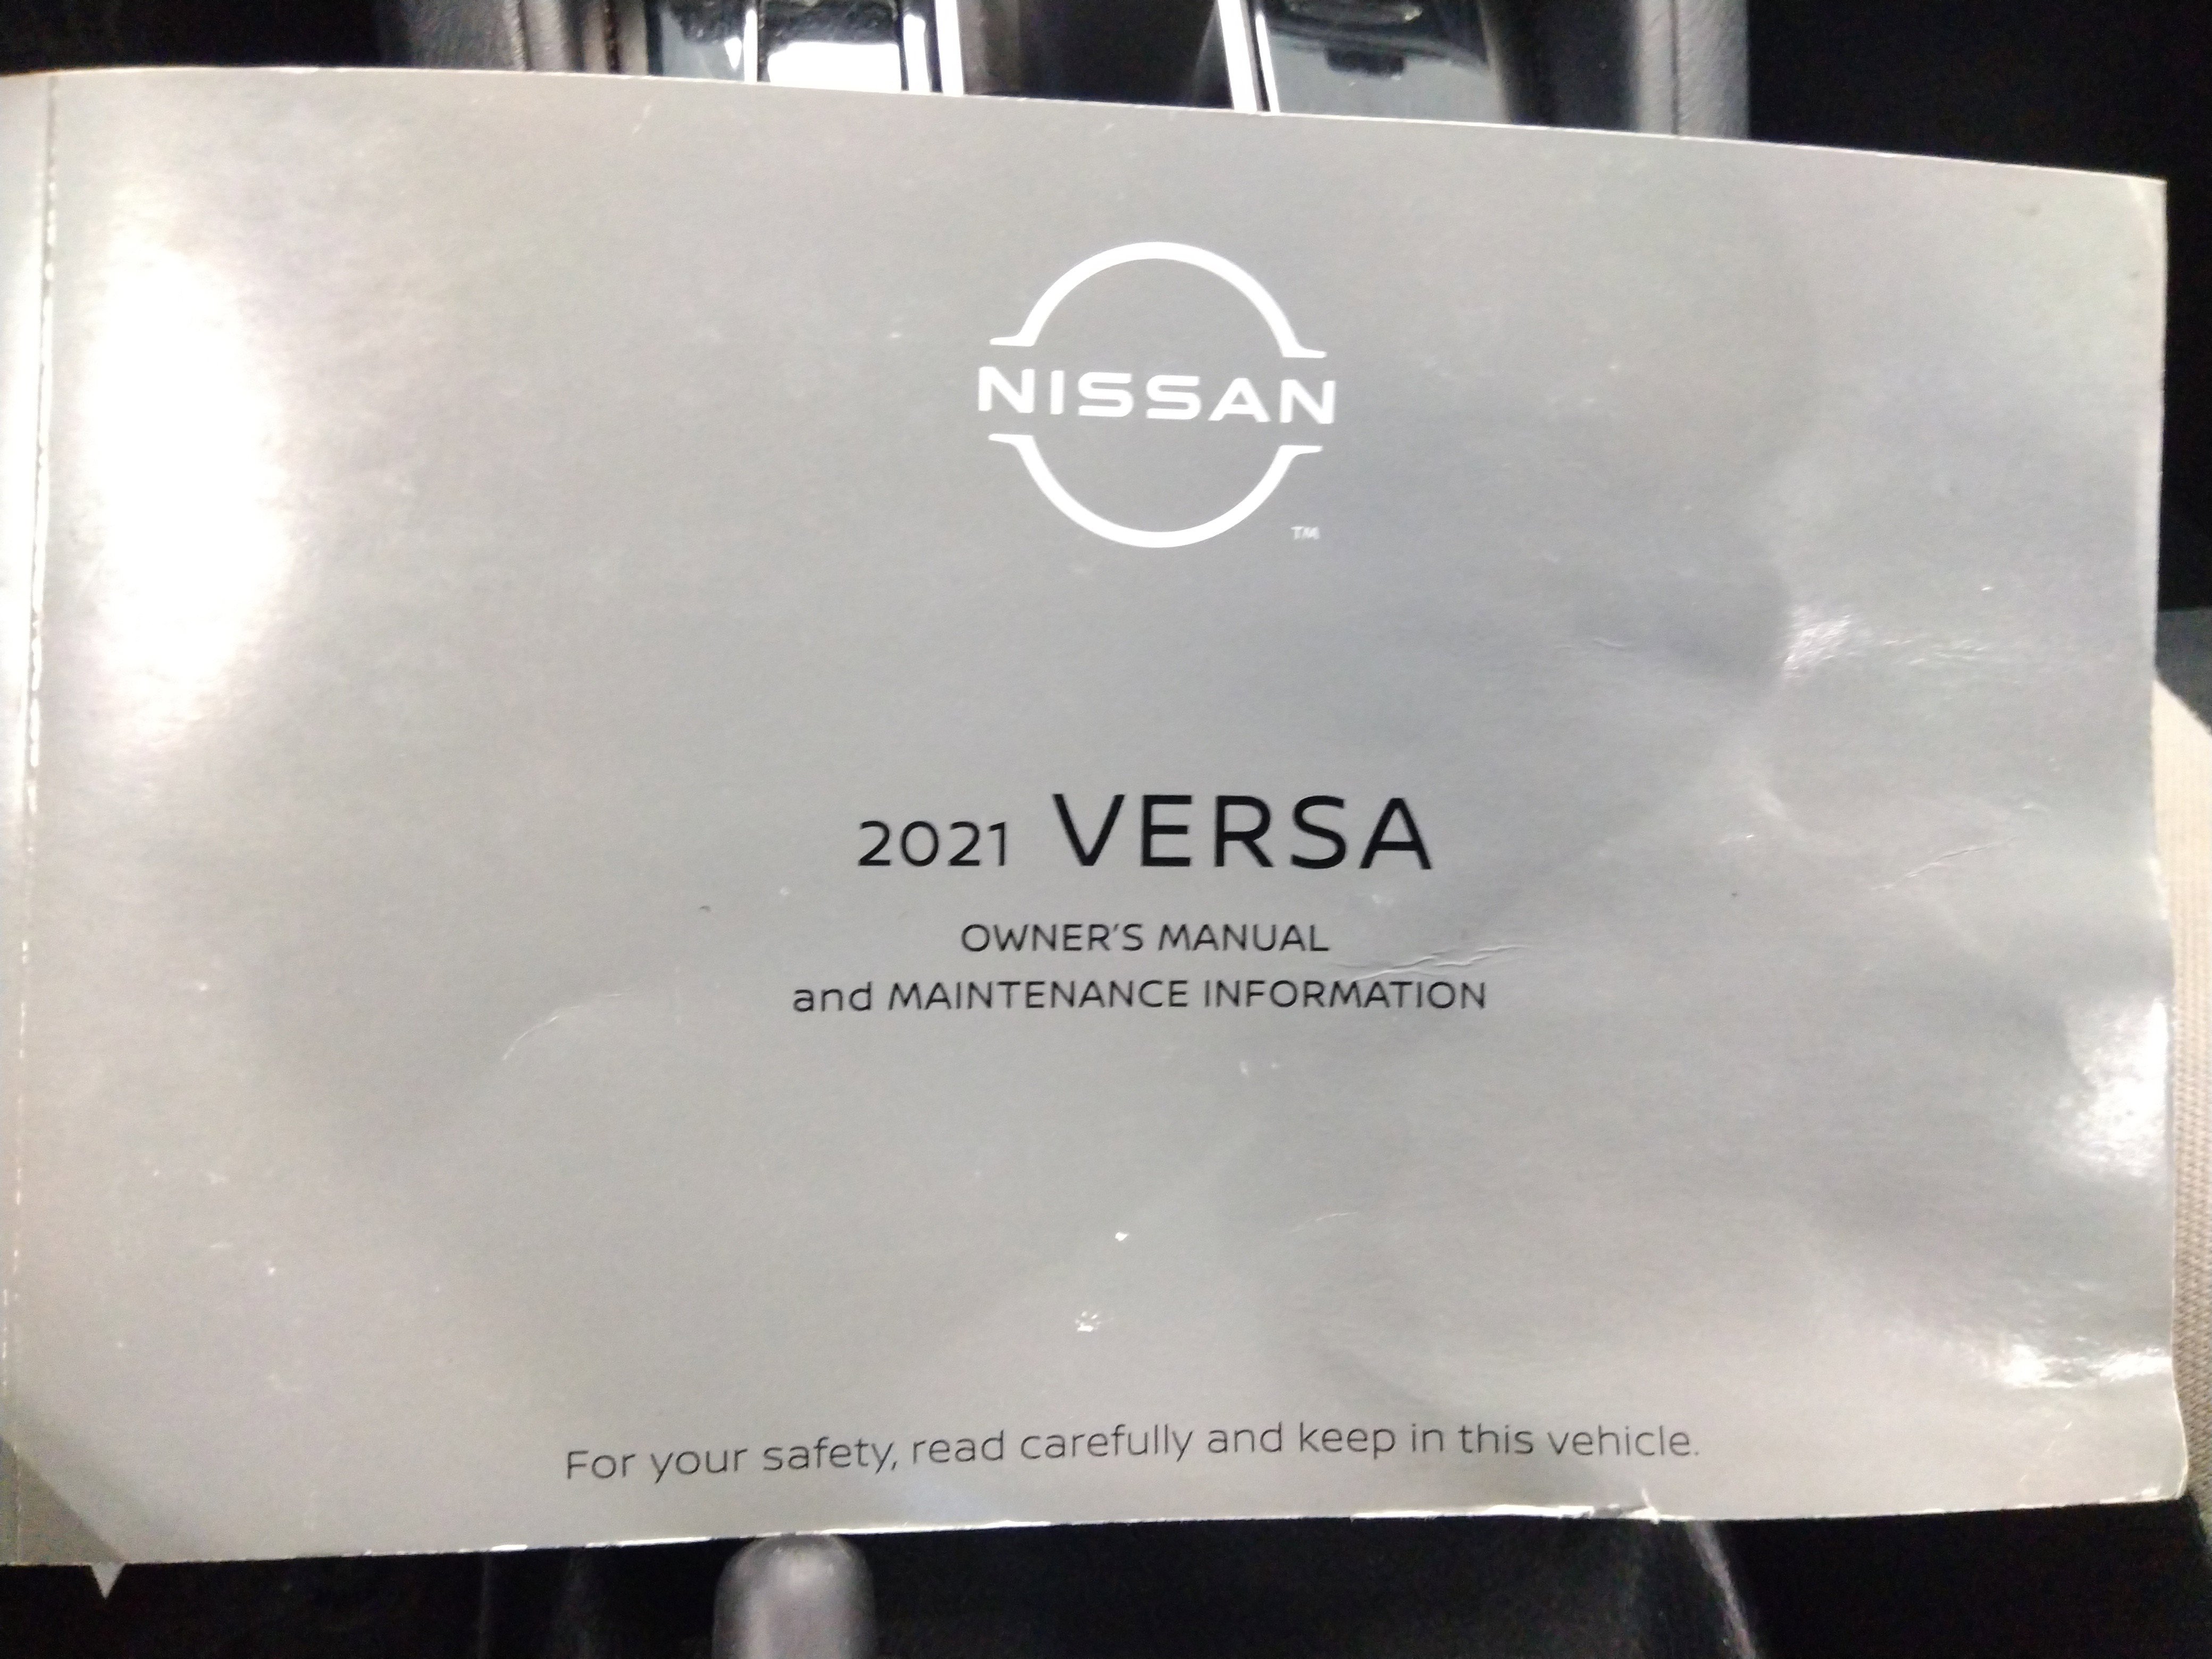 NISSAN
TM
2021 VERSA
OWNER'S MANUAL
and MAINTENANCE INFORMATION
For your safety, read carefully and keep in this vehicle.